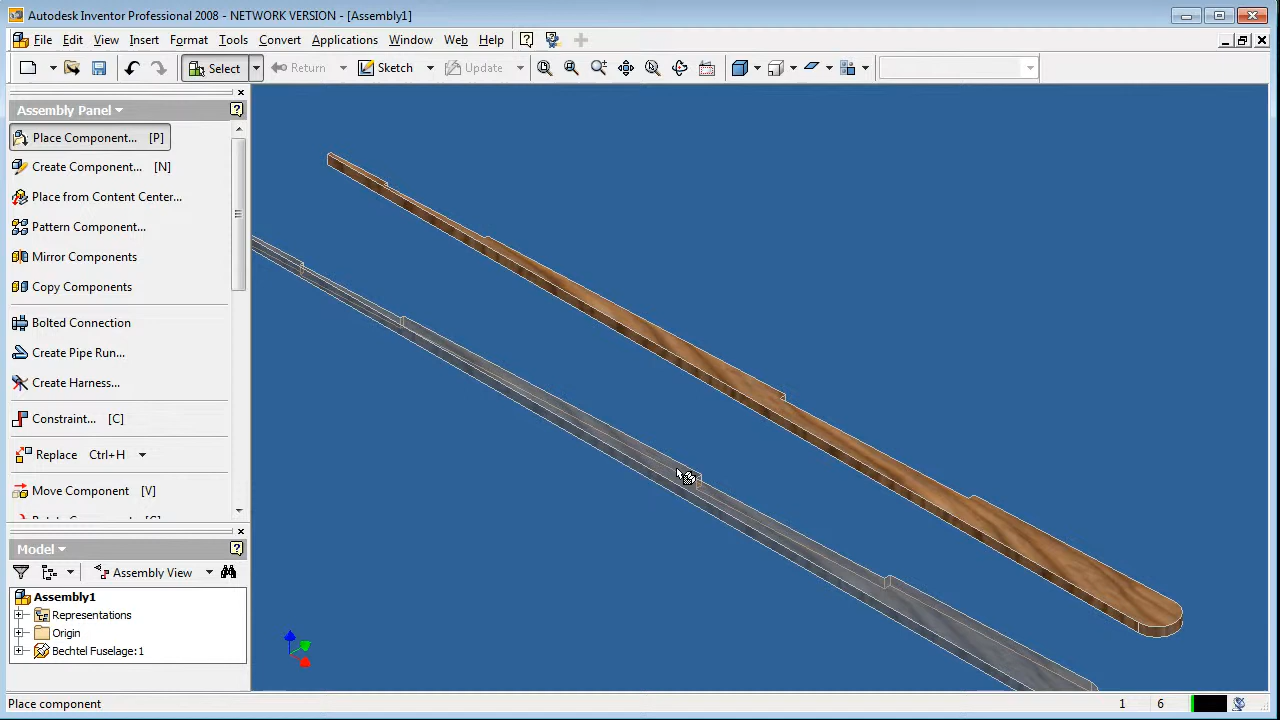 Autodesk Inventor Professional 2008 - NETWORK VERSION - [Assembly1]
File Edit View Insert Format Tools Convert Applications Window Web Help
Select Return Sketch Update
Assembly Panel
Place Component... [P]
Create Component... [N]
Place from Content Center...
Pattern Component...
Mirror Components
Copy Components
Bolted Connection
Create Pipe Run...
Create Harness...
Constraint... [C]
Replace Ctrl+H
Move Component [V]
Model
Assembly View
Assembly1
Representations
Origin
Bechtel Fuselage:1
Place component 1 6